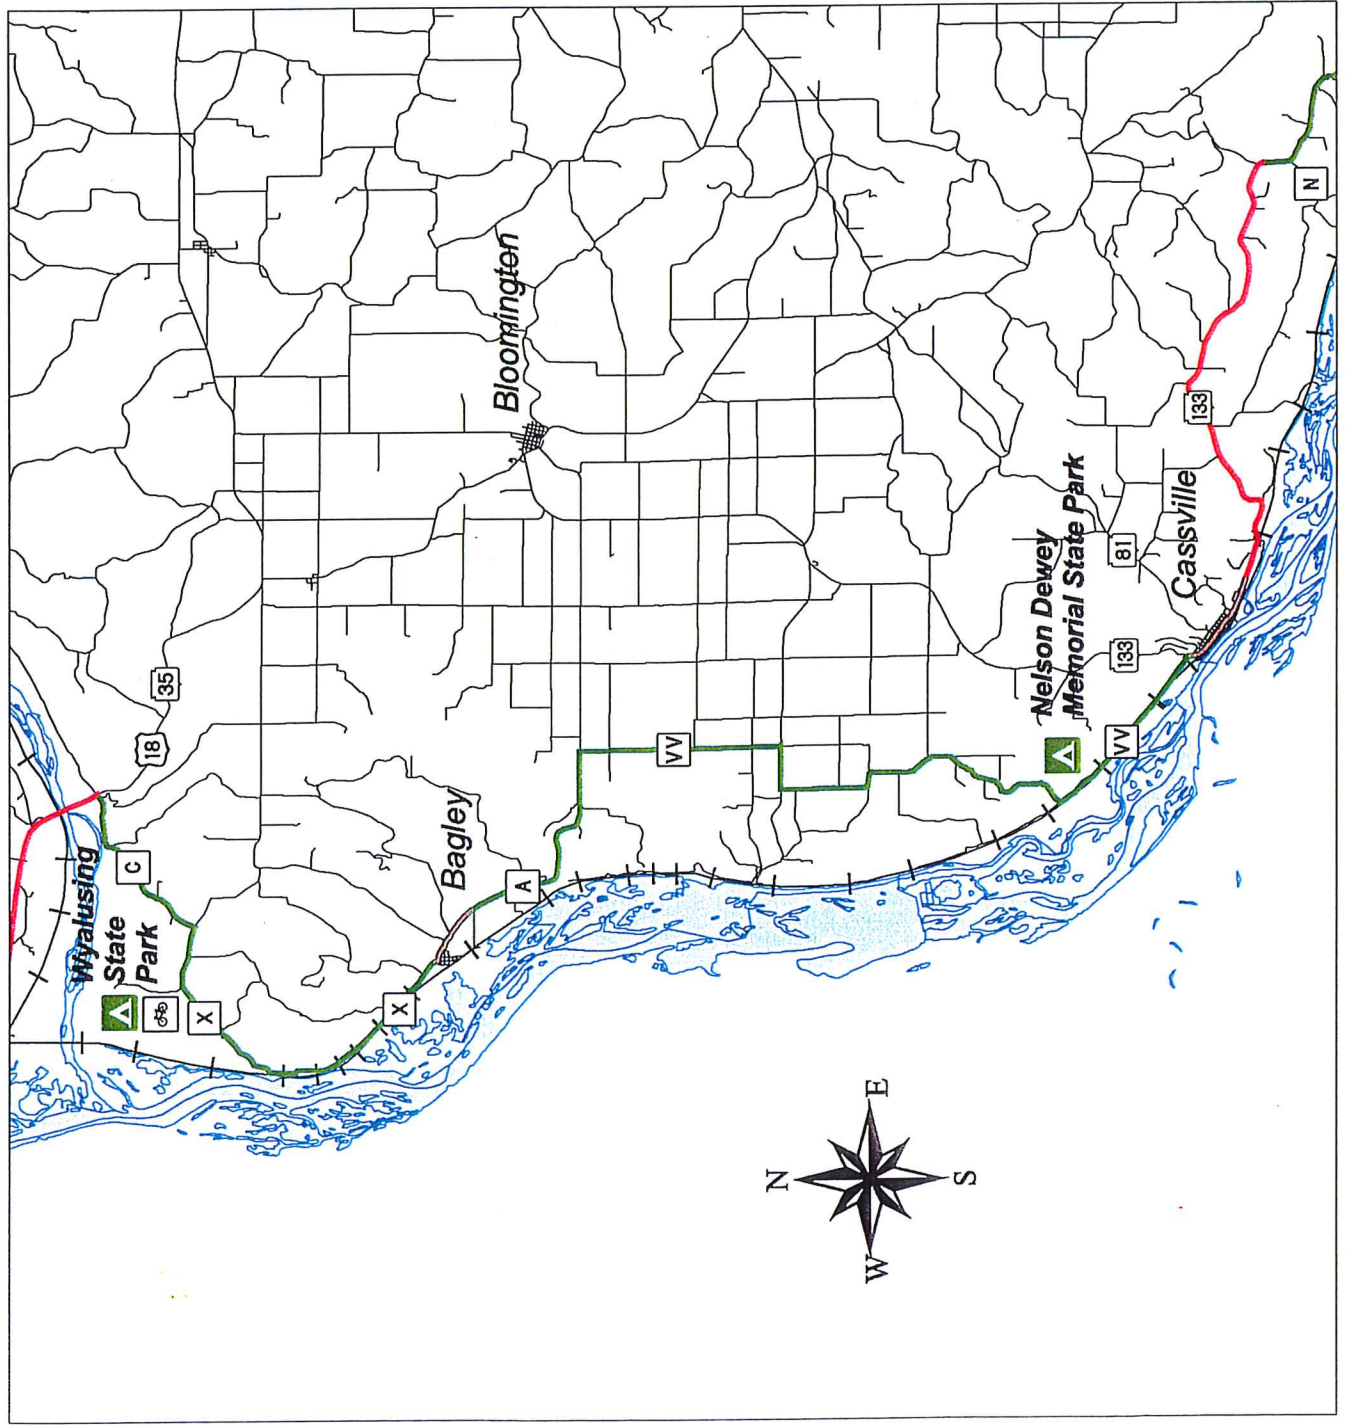 35
18
Wyalusing
State
Park
C
X
X
Bagley
A
Bloomington
VV
Nelson Dewey
Memorial State Park
VV
81
133
Cassville
133
N
N
E
S
W